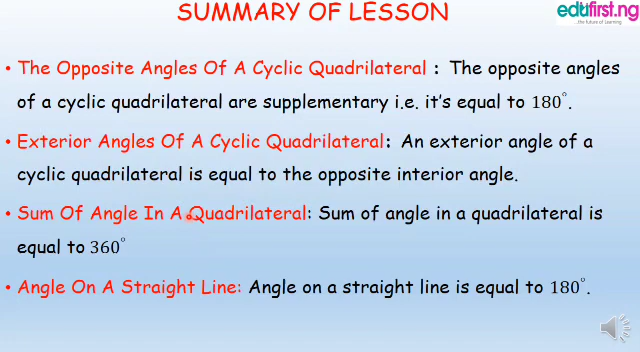 SUMMARY OF LESSON
edufirst.ng
...the future of Learning
• The Opposite Angles Of A Cyclic Quadrilateral : The opposite angles
of a cyclic quadrilateral are supplementary i.e. it's equal to 180°.
• Exterior Angles Of A Cyclic Quadrilateral: An exterior angle of a
cyclic quadrilateral is equal to the opposite interior angle.
• Sum Of Angle In A Quadrilateral: Sum of angle in a quadrilateral is
equal to 360°
• Angle On A Straight Line: Angle on a straight line is equal to 180°.